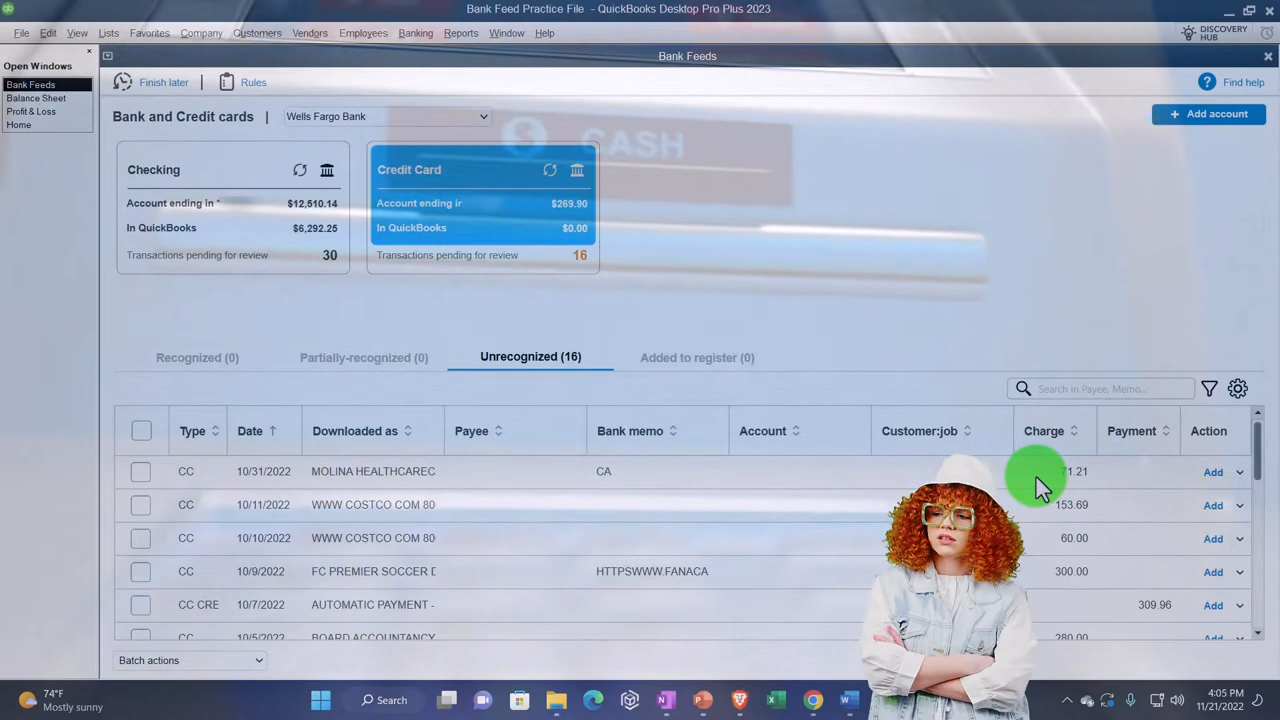 Bank Feed Practice File - QuickBooks Desktop Pro Plus 2023
File Edit View Lists Favorites Company Customers Vendors Employees Banking Reports Window Help
DISCOVERY HUB
Open Windows
Bank Feeds
Balance Sheet
Profit & Loss
Home
Bank Feeds
Finish later | Rules
Find help
Bank and Credit cards | Wells Fargo Bank
+ Add account
$ CASH
Checking
Account ending in * $12,510.14
In QuickBooks $6,292.25
Transactions pending for review 30
Credit Card
Account ending ir $269.90
In QuickBooks $0.00
Transactions pending for review 16
Recognized (0) Partially-recognized (0) Unrecognized (16) Added to register (0)
Search in Payee, Memo...
Type Date Downloaded as Payee Bank memo Account Customer:job Charge Payment Action
CC 10/31/2022 MOLINA HEALTHCAREC CA 71.21 Add
CC 10/11/2022 WWW COSTCO COM 80 153.69 Add
CC 10/10/2022 WWW COSTCO COM 80 60.00 Add
CC 10/9/2022 FC PREMIER SOCCER D HTTPSWWW.FANACA 300.00 Add
CC CRE 10/7/2022 AUTOMATIC PAYMENT - 309.96 Add
CC 10/5/2022 BOARD ACCOUNTANCY 280.00 Add
Batch actions
74°F
Mostly sunny
Search
4:05 PM
11/21/2022